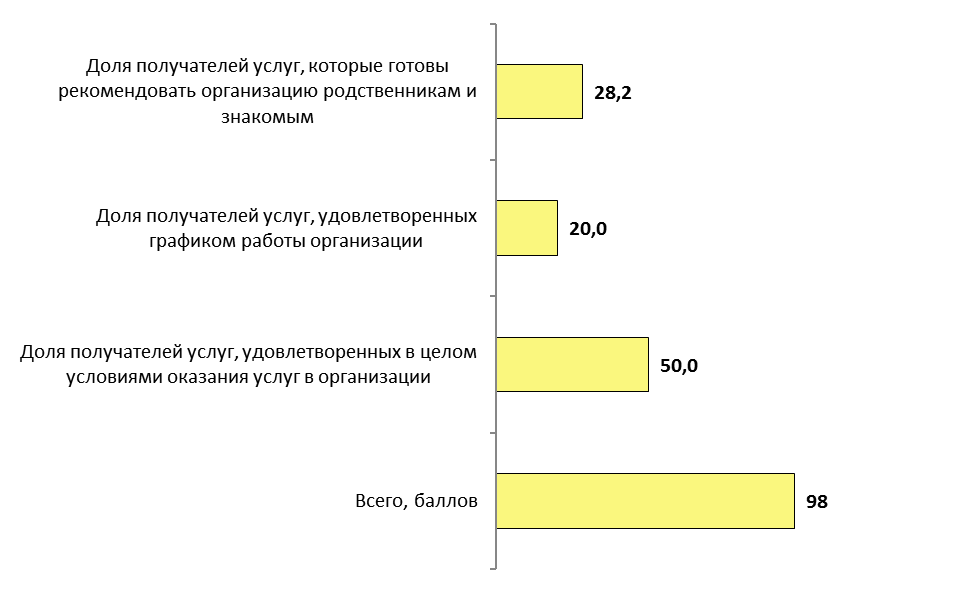 Доля получателей услуг, которые готовы
рекомендовать организацию родственникам и
знакомым
28,2
Доля получателей услуг, удовлетворенных
графиком работы организации
20,0
Доля получателей услуг, удовлетворенных в целом
условиями оказания услуг в организации
50,0
Всего, баллов
98